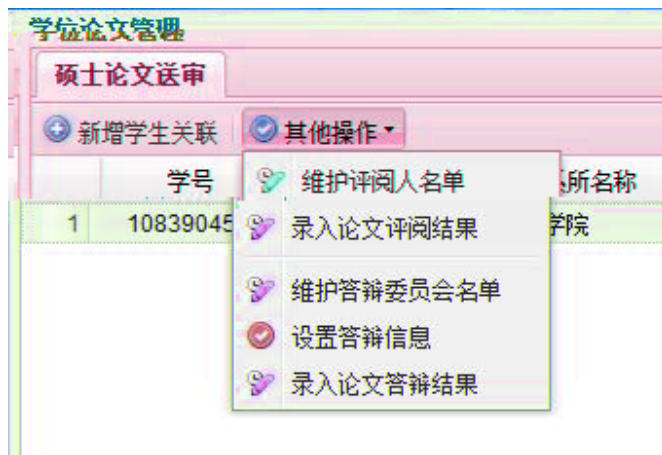 学位论文管理
硕士论文送审
新增学生关联 其他操作
学号 所名称
1 10839045 学院
维护评阅人名单
录入论文评阅结果
维护答辩委员会名单
设置答辩信息
录入论文答辩结果